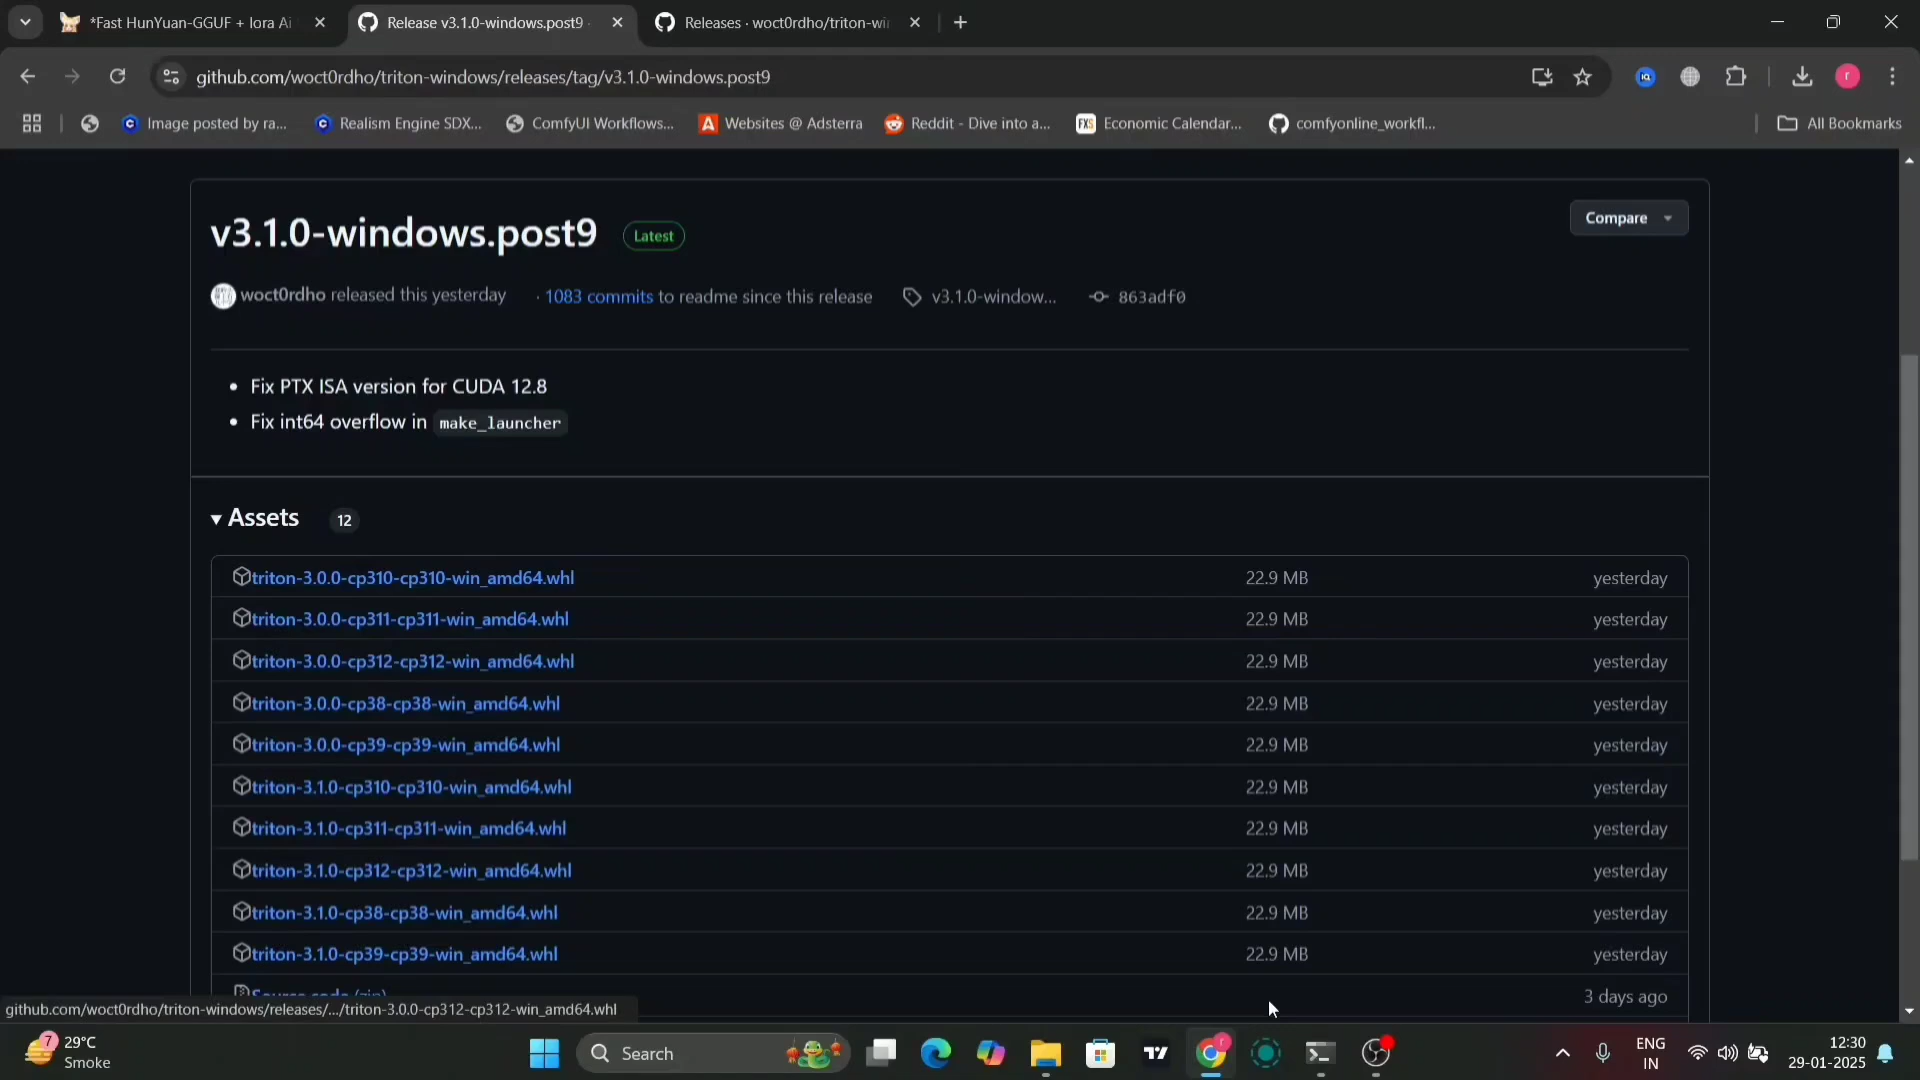 *Fast HunYuan-GGUF + lora Ai
Release v3.1.0-windows.post9 ·
Releases · woct0rdho/triton-wi
github.com/woct0rdho/triton-windows/releases/tag/v3.1.0-windows.post9
Image posted by ra...
Realism Engine SDX...
ComfyUI Workflows...
Websites @ Adsterra
Reddit - Dive into a...
Economic Calendar...
comfyonline_workfl...
All Bookmarks
v3.1.0-windows.post9
Latest
Compare
woct0rdho released this yesterday
· 1083 commits to readme since this release
v3.1.0-window...
863adf0
• Fix PTX ISA version for CUDA 12.8
• Fix int64 overflow in make_launcher
Assets 12
triton-3.0.0-cp310-cp310-win_amd64.whl 22.9 MB yesterday
triton-3.0.0-cp311-cp311-win_amd64.whl 22.9 MB yesterday
triton-3.0.0-cp312-cp312-win_amd64.whl 22.9 MB yesterday
triton-3.0.0-cp38-cp38-win_amd64.whl 22.9 MB yesterday
triton-3.0.0-cp39-cp39-win_amd64.whl 22.9 MB yesterday
triton-3.1.0-cp310-cp310-win_amd64.whl 22.9 MB yesterday
triton-3.1.0-cp311-cp311-win_amd64.whl 22.9 MB yesterday
triton-3.1.0-cp312-cp312-win_amd64.whl 22.9 MB yesterday
triton-3.1.0-cp38-cp38-win_amd64.whl 22.9 MB yesterday
triton-3.1.0-cp39-cp39-win_amd64.whl 22.9 MB yesterday
Source code (zip) 3 days ago
github.com/woct0rdho/triton-windows/releases/.../triton-3.0.0-cp312-cp312-win_amd64.whl
7
29°C
Smoke
Search
ENG
IN
12:30
29-01-2025